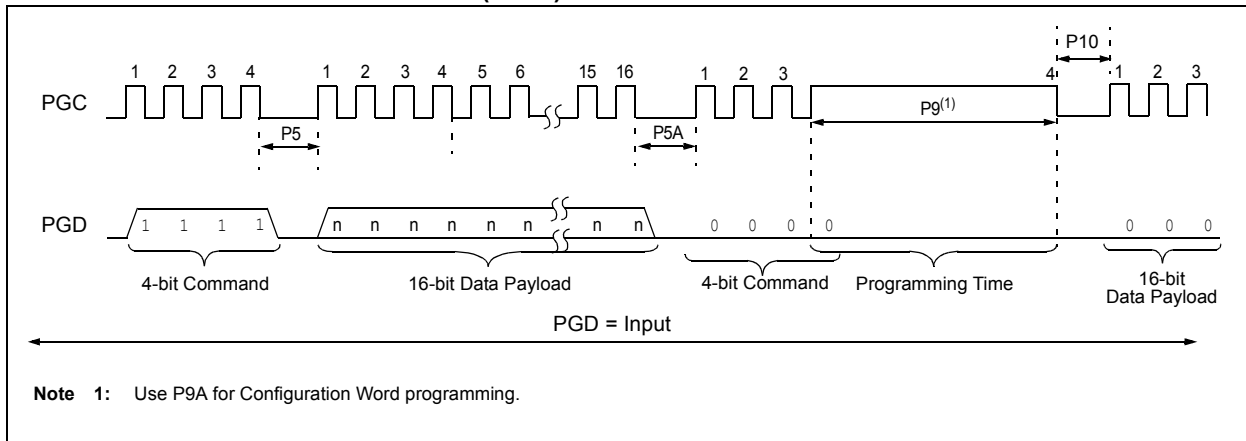 P10
1 2 3 4 1 2 3 4 5 6 15 16 1 2 3 4 1 2 3
PGC
P9(1)
P5
P5A
PGD
1 1 1 1 n n n n n n n n 0 0 0 0 0 0 0
4-bit Command
16-bit Data Payload
4-bit Command
Programming Time
16-bit
Data Payload
PGD = Input
Note 1: Use P9A for Configuration Word programming.